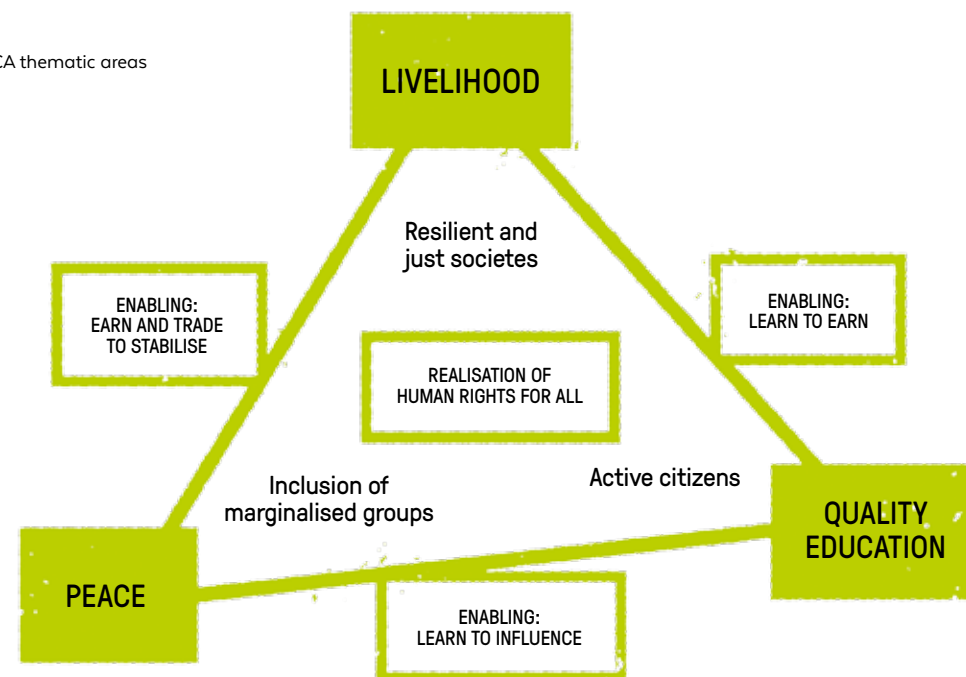 CA thematic areas
LIVELIHOOD
Resilient and
just societes
ENABLING:
EARN AND TRADE
TO STABILISE
ENABLING:
LEARN TO EARN
REALISATION OF
HUMAN RIGHTS FOR ALL
Inclusion of
marginalised groups
Active citizens
QUALITY
EDUCATION
PEACE
ENABLING:
LEARN TO INFLUENCE